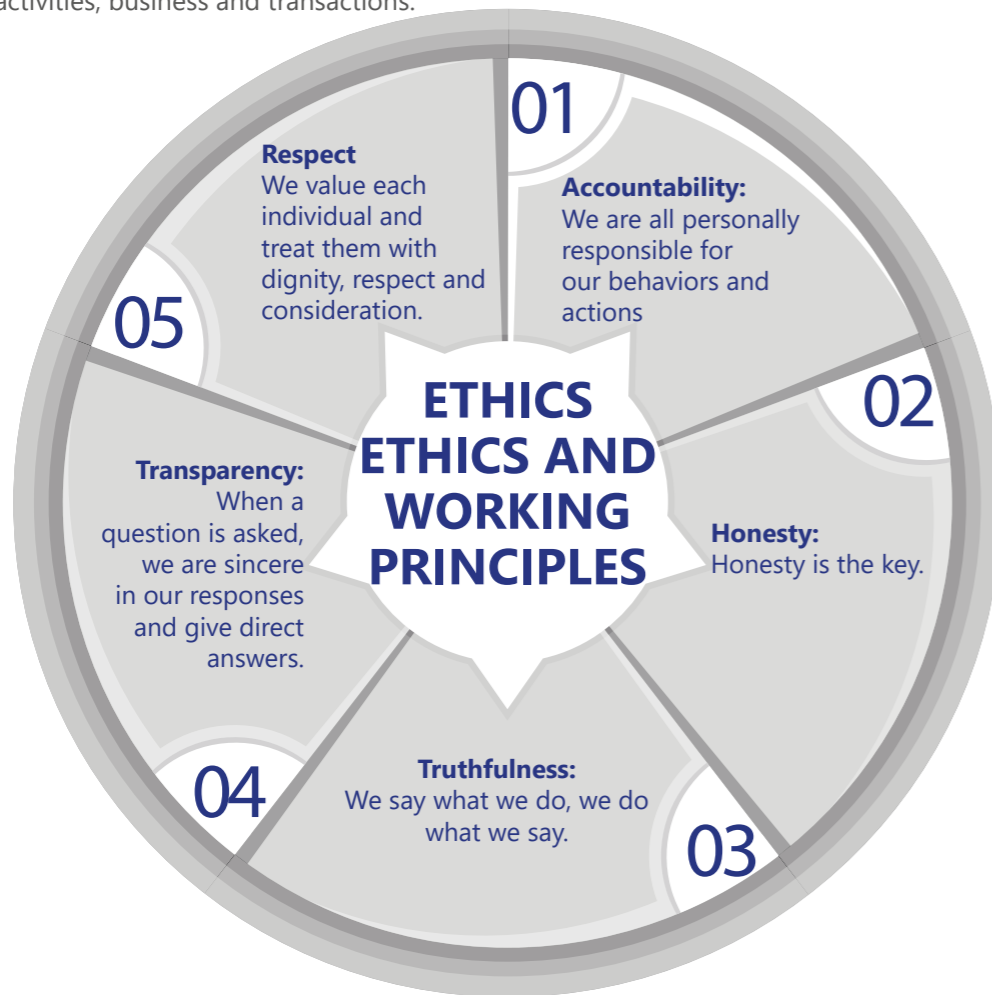 activities, business and transactions.
01
Accountability:
We are all personally
responsible for
our behaviors and
actions
02
Honesty:
Honesty is the key.
03
Truthfulness:
We say what we do, we do
what we say.
04
Transparency:
When a
question is asked,
we are sincere
in our responses
and give direct
answers.
05
Respect
We value each
individual and
treat them with
dignity, respect and
consideration.
ETHICS
ETHICS AND
WORKING
PRINCIPLES